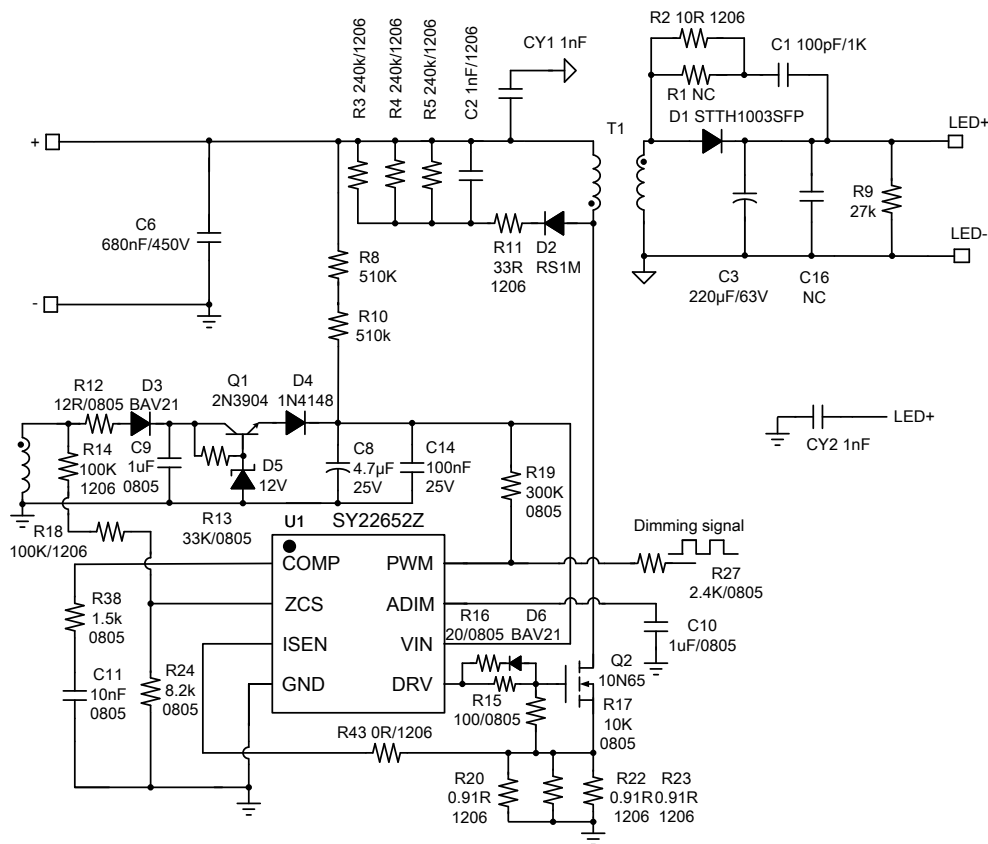 R2 10R 1206
C1 100pF/1K
R1 NC
D1 STTH1003SFP
CY1 1nF
R3 240k/1206
R4 240k/1206
R5 240k/1206
C2 1nF/1206
T1
LED+
+
R9
27k
C6
680nF/450V
R11
33R
1206
D2
RS1M
LED-
R8
510K
C3
220µF/63V
C16
NC
-
R10
510k
R12
12R/0805
D3
BAV21
Q1
2N3904
D4
1N4148
LED+
CY2 1nF
R14
100K
1206
C9
1uF
0805
D5
12V
C8
4.7µF
25V
C14
100nF
25V
R19
300K
0805
R18
100K/1206
R13
33K/0805
U1
SY22652Z
Dimming signal
R27
2.4K/0805
COMP
PWM
ZCS
ADIM
ISEN
VIN
GND
DRV
R38
1.5k
0805
R16
20/0805
D6
BAV21
C10
1uF/0805
C11
10nF
0805
R24
8.2k
0805
Q2
10N65
R15
100/0805
R17
10K
0805
R43 0R/1206
R20
0.91R
1206
R22
0.91R
1206
R23
0.91R
1206